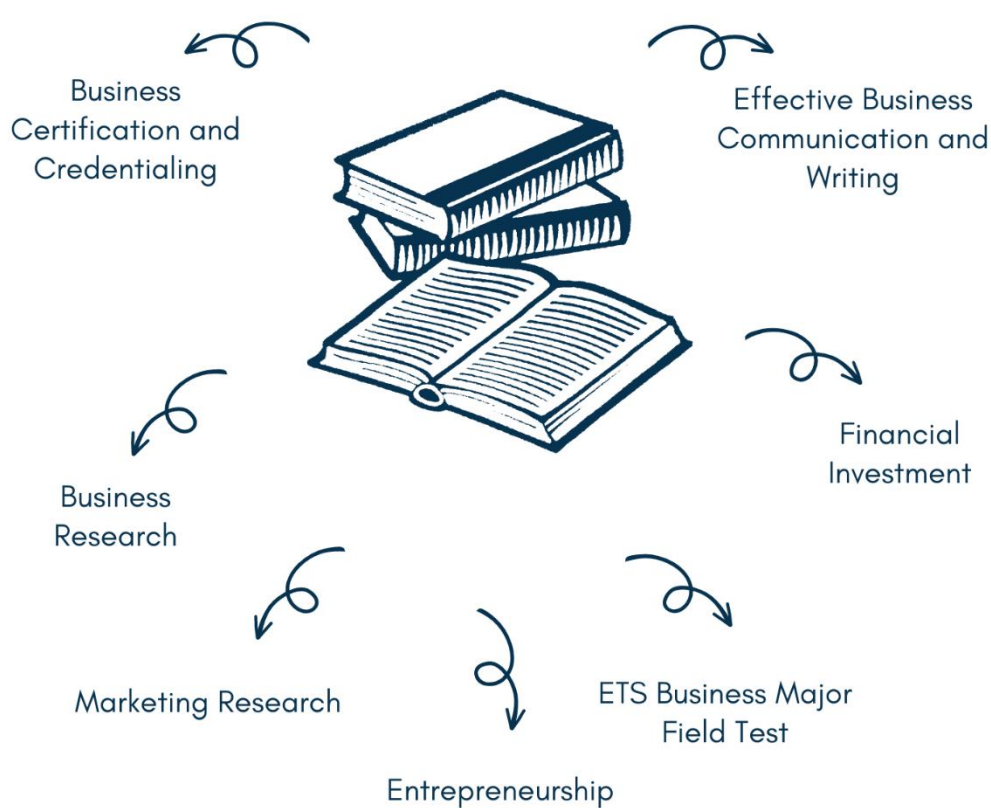 Business
Certification and
Credentialing
Effective Business
Communication and
Writing
Financial
Investment
Business
Research
Marketing Research
ETS Business Major
Field Test
Entrepreneurship